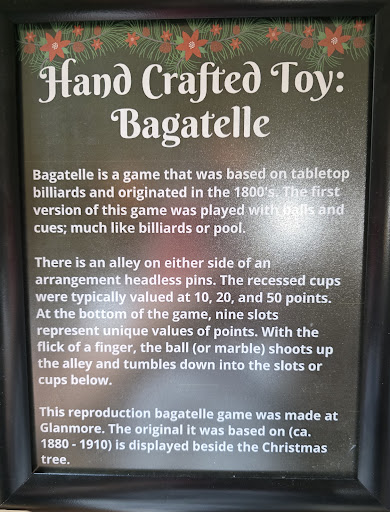 Hand Crafted Toy:
Bagatelle
Bagatelle is a game that was based on tabletop
billiards and originated in the 1800's. The first
version of this game was played with balls and
cues; much like billiards or pool.
There is an alley on either side of an
arrangement headless pins. The recessed cups
were typically valued at 10, 20, and 50 points.
At the bottom of the game, nine slots
represent unique values of points. With the
flick of a finger, the ball (or marble) shoots up
the alley and tumbles down into the slots or
cups below.
This reproduction bagatelle game was made at
Glanmore. The original it was based on (ca.
1880 - 1910) is displayed beside the Christmas
tree.